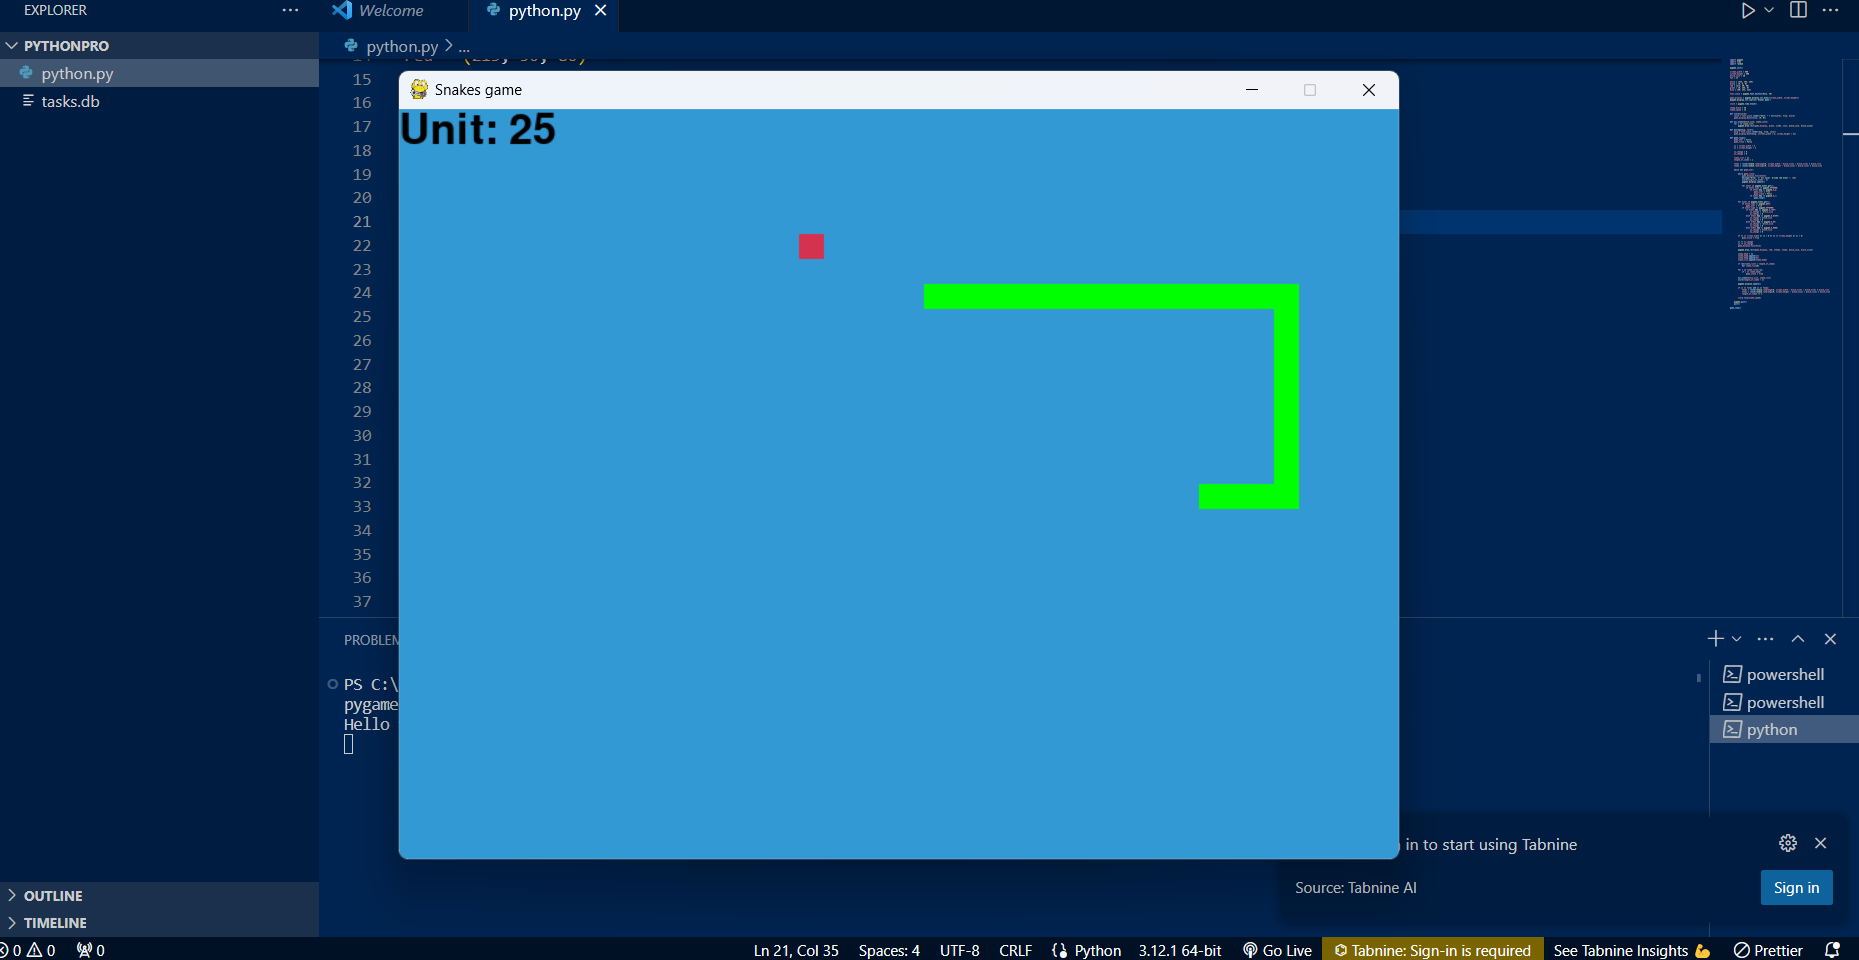 EXPLORER
Welcome
python.py
PYTHONPRO
python.py
tasks.db
python.py > ...
15
16
17
18
19
20
21
22
23
24
25
26
27
28
29
30
31
32
33
34
35
36
37
Snakes game
Unit: 25
PROBLEM
PS C:\
pygame
Hello
powershell
powershell
python
in to start using Tabnine
Source: Tabnine AI
Sign in
OUTLINE
TIMELINE
0 0 0
Ln 21, Col 35
Spaces: 4
UTF-8
CRLF
Python
3.12.1 64-bit
Go Live
Tabnine: Sign-in is required
See Tabnine Insights
Prettier